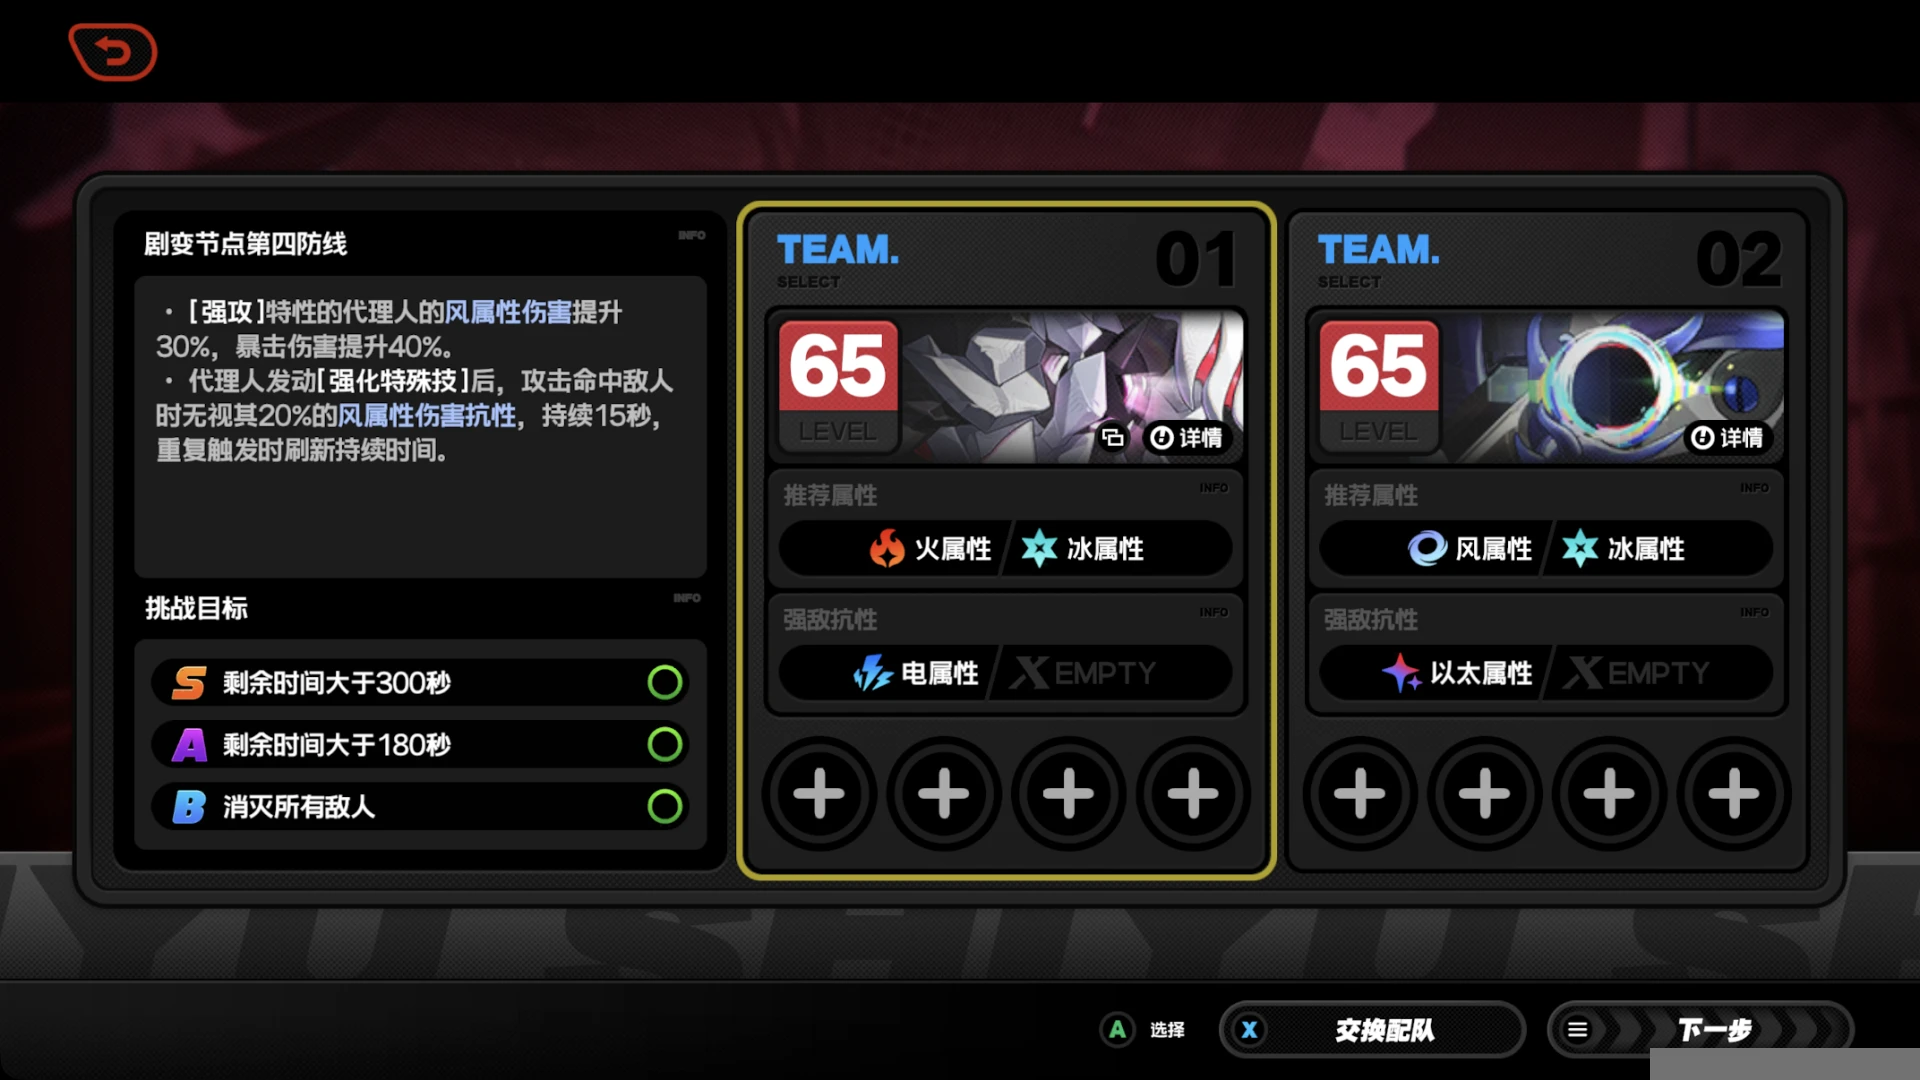 剧变节点第四防线
INFO
·[强攻]特性的代理人的风属性伤害提升
30%，暴击伤害提升40%。
· 代理人发动[强化特殊技]后，攻击命中敌人
时无视其20%的风属性伤害抗性，持续15秒，
重复触发时刷新持续时间。
挑战目标
INFO
S 剩余时间大于300秒
A 剩余时间大于180秒
B 消灭所有敌人
TEAM. 01
SELECT
65
LEVEL
详情
推荐属性 INFO
火属性 冰属性
强敌抗性 INFO
电属性 EMPTY
TEAM. 02
SELECT
65
LEVEL
详情
推荐属性 INFO
风属性 冰属性
强敌抗性 INFO
以太属性 EMPTY
YU SHIYU SH
A 选择
X 交换配队
下一步